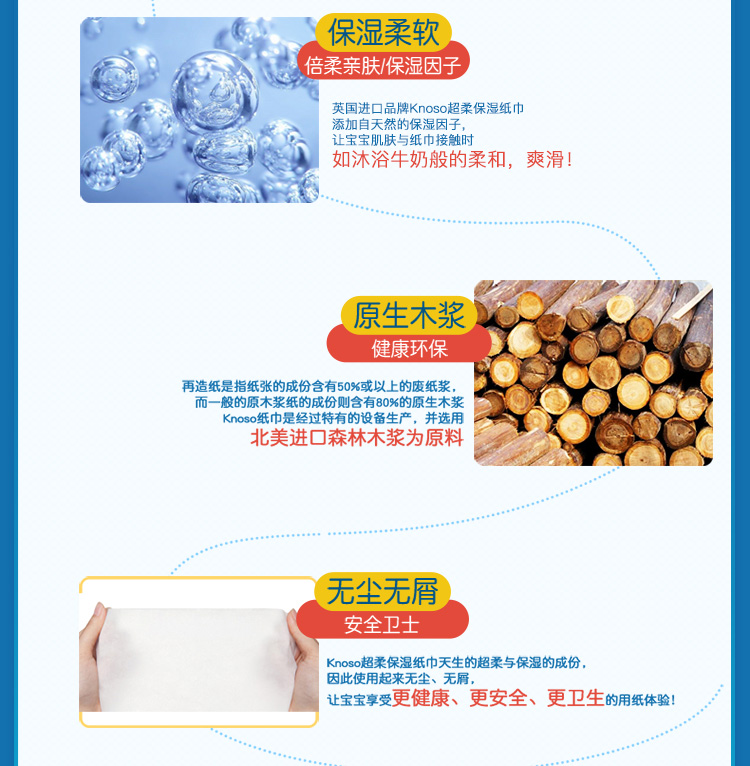 保湿柔软
倍柔亲肤/保湿因子
英国进口品牌Knoso超柔保湿纸巾
添加自天然的保湿因子，
让宝宝肌肤与纸巾接触时
如沐浴牛奶般的柔和，爽滑！
原生木浆
健康环保
再造纸是指纸张的成份含有50%或以上的废纸浆，
而一般的原木浆纸的成份则含有80%的原生木浆
Knoso纸巾是经过特有的设备生产，并选用
北美进口森林木浆为原料
无尘无屑
安全卫士
Knoso超柔保湿纸巾天生的超柔与保湿的成份，
因此使用起来无尘、无屑，
让宝宝享受更健康、更安全、更卫生的用纸体验！